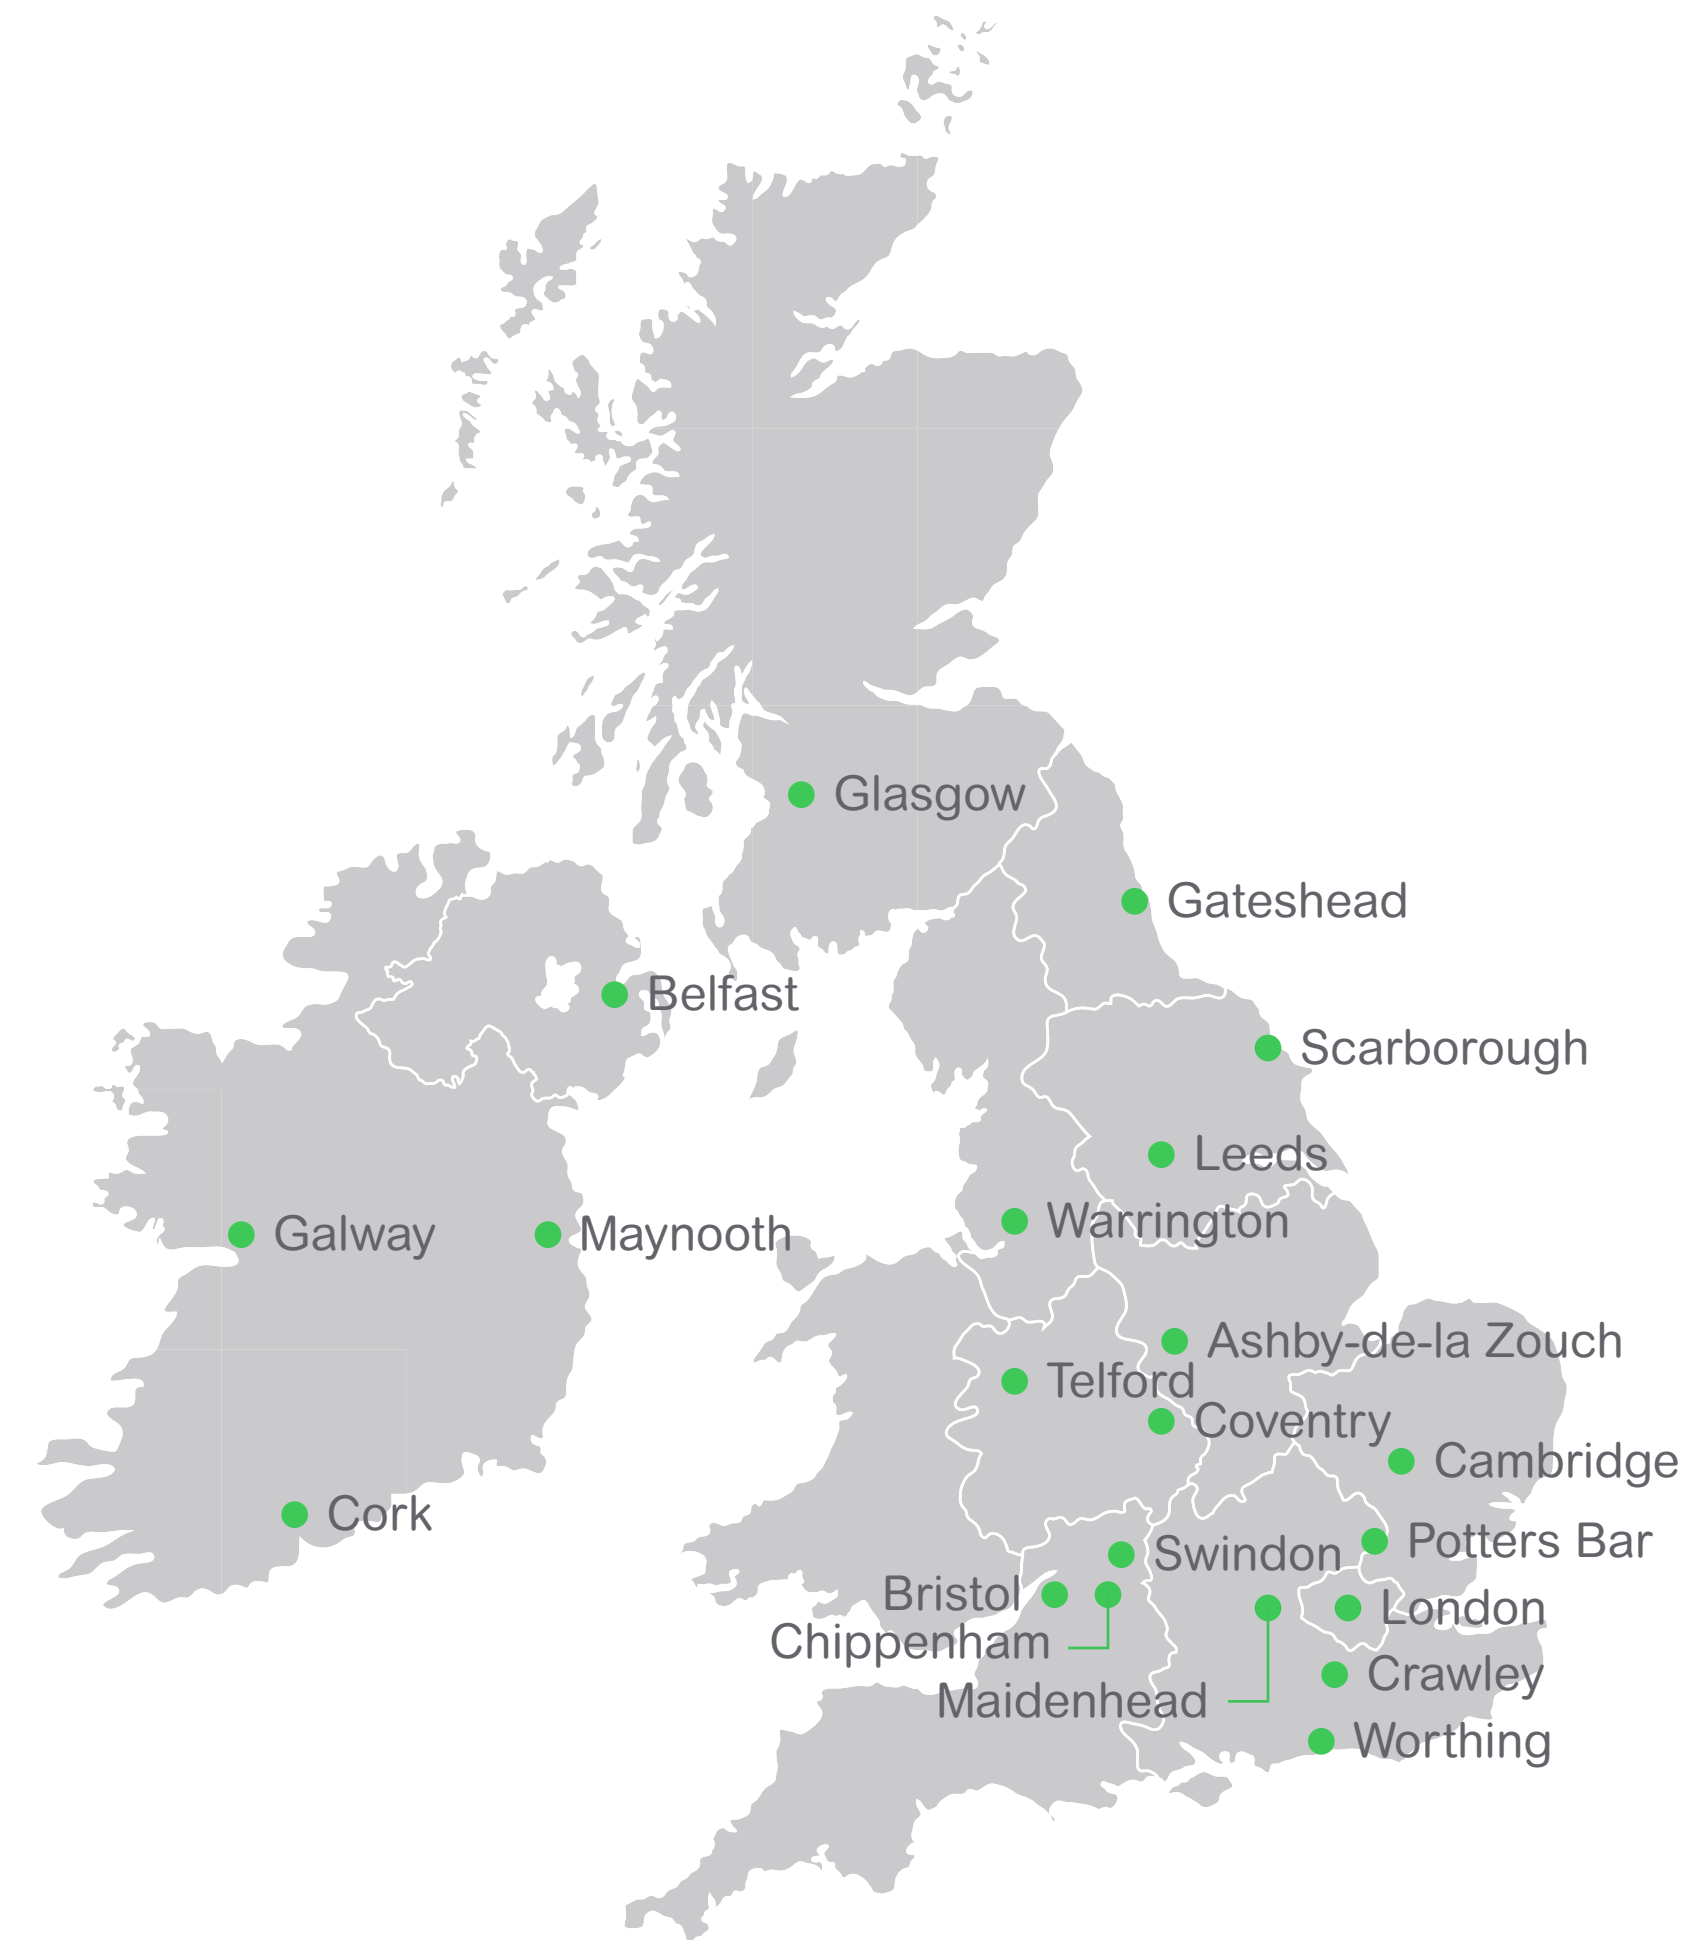 Glasgow
Gateshead
Belfast
Scarborough
Leeds
Warrington
Galway
Maynooth
Ashby-de-la Zouch
Telford
Coventry
Cambridge
Cork
Potters Bar
Swindon
Bristol
London
Chippenham
Crawley
Maidenhead
Worthing